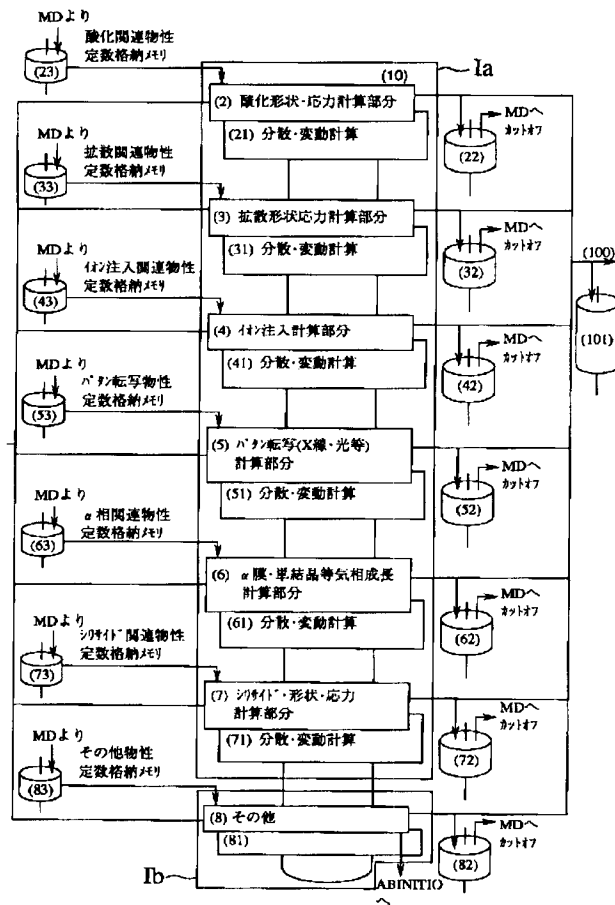 MDより
酸化関連物性
定数格納メモリ
(23)
(10)
Ia
(2) 酸化形状・応力計算部分
(21) 分散・変動計算
MDへ
カットオフ
(22)
MDより
拡散関連物性
定数格納メモリ
(33)
(3) 拡散形状応力計算部分
(31) 分散・変動計算
MDへ
カットオフ
(32)
(100)
(101)
MDより
イオン注入関連物性
定数格納メモリ
(43)
(4) イオン注入計算部分
(41) 分散・変動計算
MDへ
カットオフ
(42)
MDより
パタン転写物性
定数格納メモリ
(53)
(5) パタン転写(X線・光等)
計算部分
(51) 分散・変動計算
MDへ
カットオフ
(52)
MDより
α相関連物性
定数格納メモリ
(63)
(6) α膜・単結晶等気相成長
計算部分
(61) 分散・変動計算
MDへ
カットオフ
(62)
MDより
シリサイド関連物性
定数格納メモリ
(73)
(7) シリサイド・形状・応力
計算部分
(71) 分散・変動計算
MDへ
カットオフ
(72)
MDより
その他物性
定数格納メモリ
(83)
(8) その他
(81)
MDへ
カットオフ
(82)
Ib
ABINITIO
へ